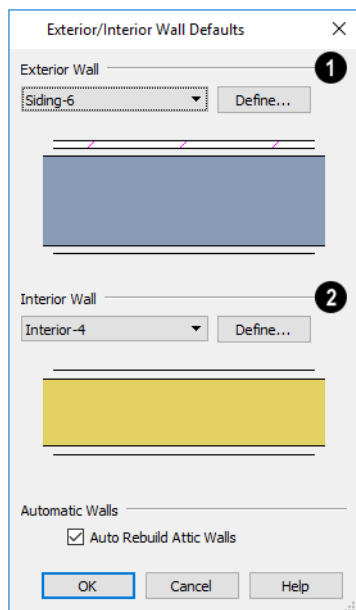 Exterior/Interior Wall Defaults
Exterior Wall 1
Siding-6 Define...
Interior Wall 2
Interior-4 Define...
Automatic Walls
Auto Rebuild Attic Walls
OK Cancel Help